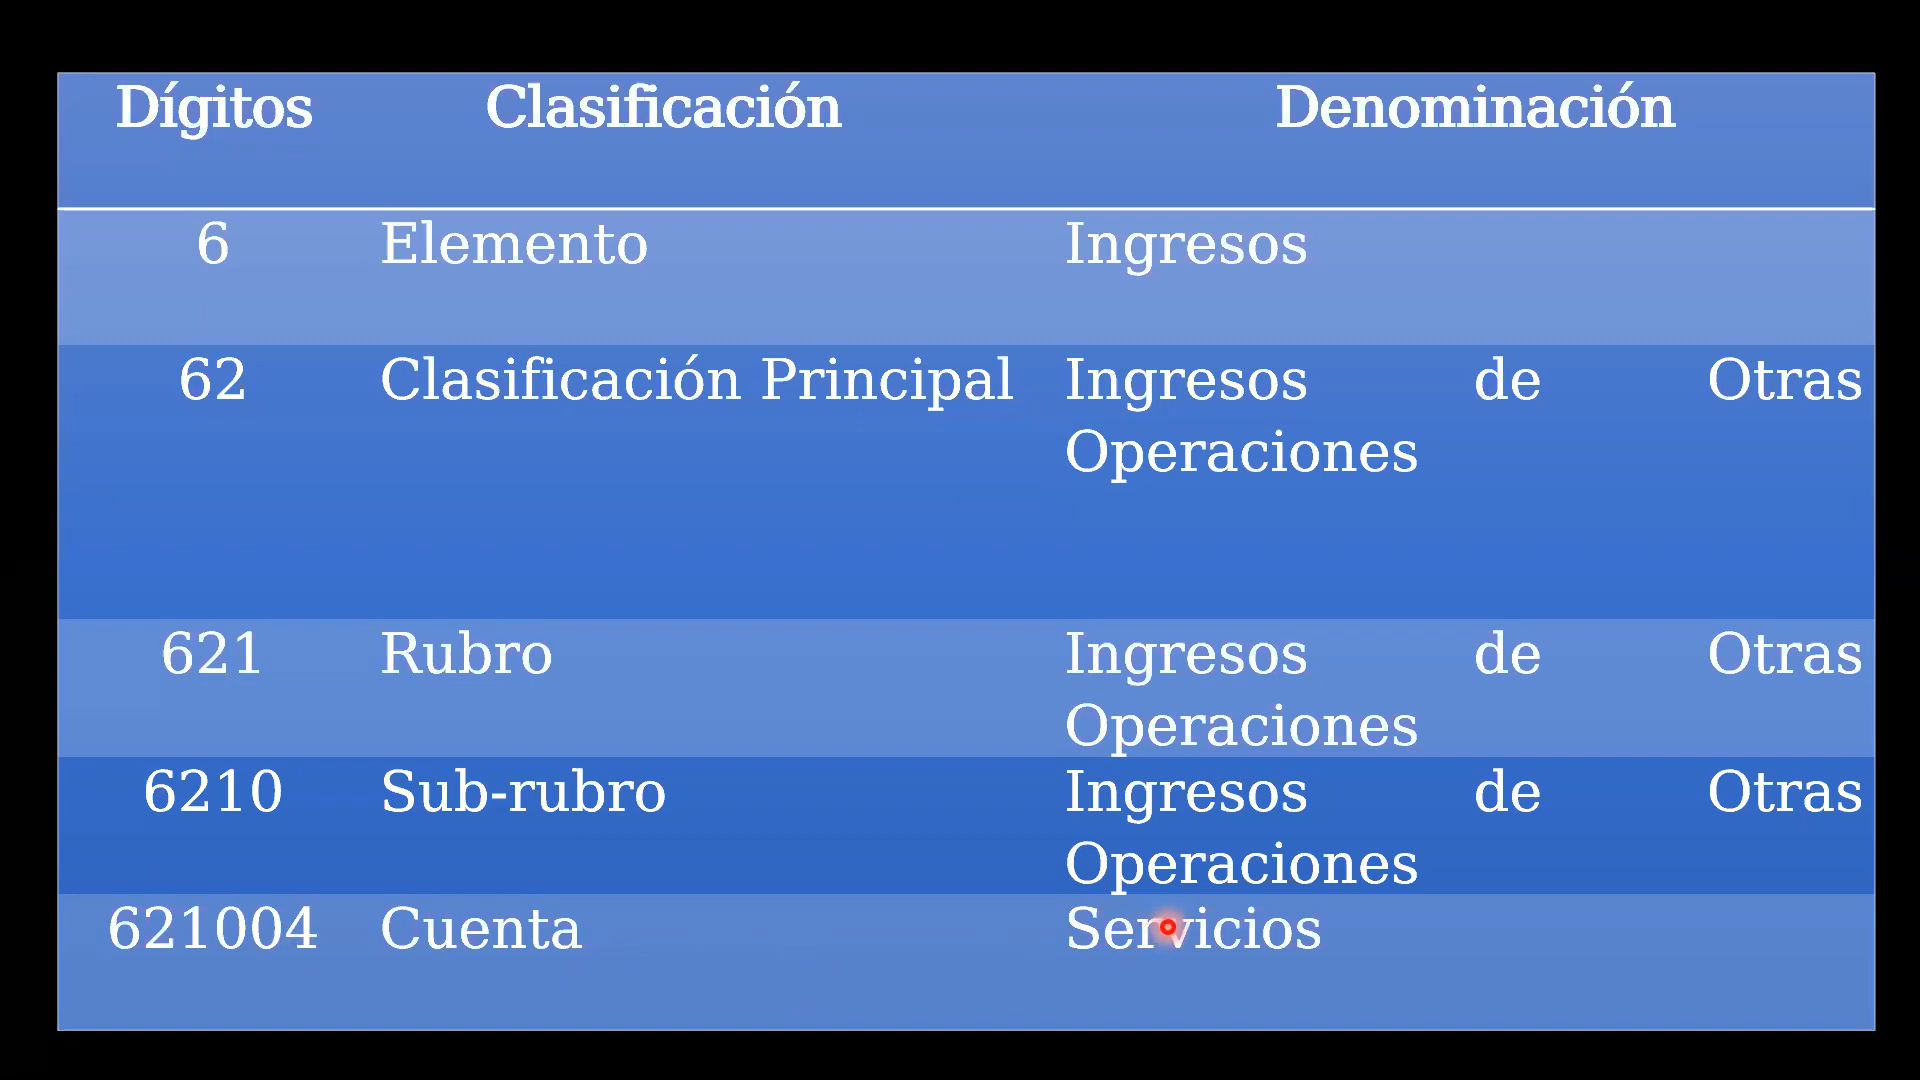 Dígitos Clasificación Denominación
6 Elemento Ingresos
62 Clasificación Principal Ingresos de Otras
Operaciones
621 Rubro Ingresos de Otras
Operaciones
6210 Sub-rubro Ingresos de Otras
Operaciones
621004 Cuenta Servicios